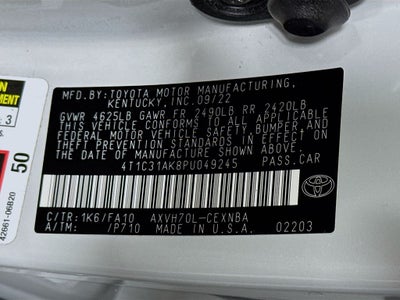 MFD.BY:TOYOTA MOTOR MANUFACTURING,
KENTUCKY, INC.09/22
GVWR 4625LB GAWR FR 2490LB RR 2420LB
THIS VEHICLE CONFORMS TO ALL APPLICABLE
FEDERAL MOTOR VEHICLE SAFETY, BUMPER, AND
THEFT PREVENTION STANDARDS IN EFFECT ON THE
DATE OF MANUFACTURE SHOWN ABOVE.
4T1C31AK8PU049245
C/TR:1K6/FA10 AXVH70L-CEXNBA
A/TM: /P710 MADE IN U.S.A. 02203
3
50
42661-06B20